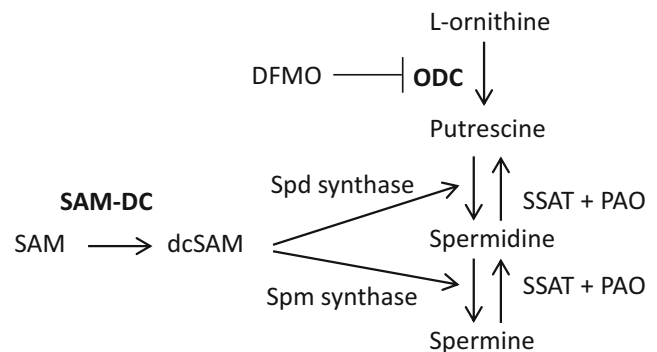 L-ornithine
DFMO
ODC
Putrescine
Spd synthase
SSAT + PAO
SAM-DC
SAM
dcSAM
Spermidine
Spm synthase
SSAT + PAO
Spermine